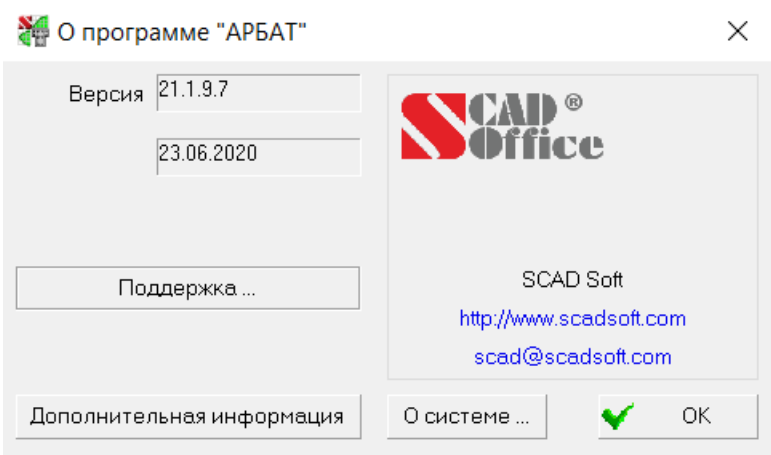 О программе "АРБАТ"
Версия 21.1.9.7
23.06.2020
SCAD ®
Office
Поддержка ...
SCAD Soft
http://www.scadsoft.com
scad@scadsoft.com
Дополнительная информация
О системе ...
OK